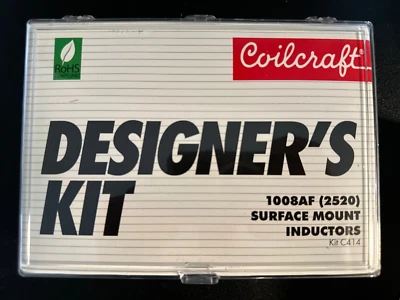 RoHS
Coilcraft
DESIGNER'S
KIT
1008AF (2520)
SURFACE MOUNT
INDUCTORS
Kit C414